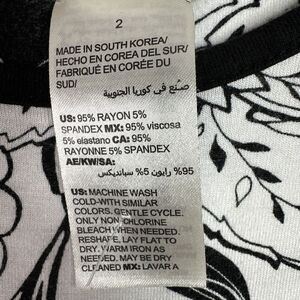 2
MADE IN SOUTH KOREA/
HECHO EN COREA DEL SUR/
FABRIQUÉ EN CORÉE DU
SUD/
صنع في كوريا الجنوبية
US: 95% RAYON 5%
SPANDEX MX: 95% viscosa
5% elastano CA: 95%
RAYONNE 5% SPANDEX
AE/KW/SA:
95% رايون 5% سبانديكس
US: MACHINE WASH
COLD-WITH SIMILAR
COLORS. GENTLE CYCLE.
ONLY NON CHLORINE
BLEACH WHEN NEEDED.
RESHAPE, LAY FLAT TO
DRY. WARM IRON AS
NEEDED. MAY BE DRY
CLEANED MX: LAVAR A